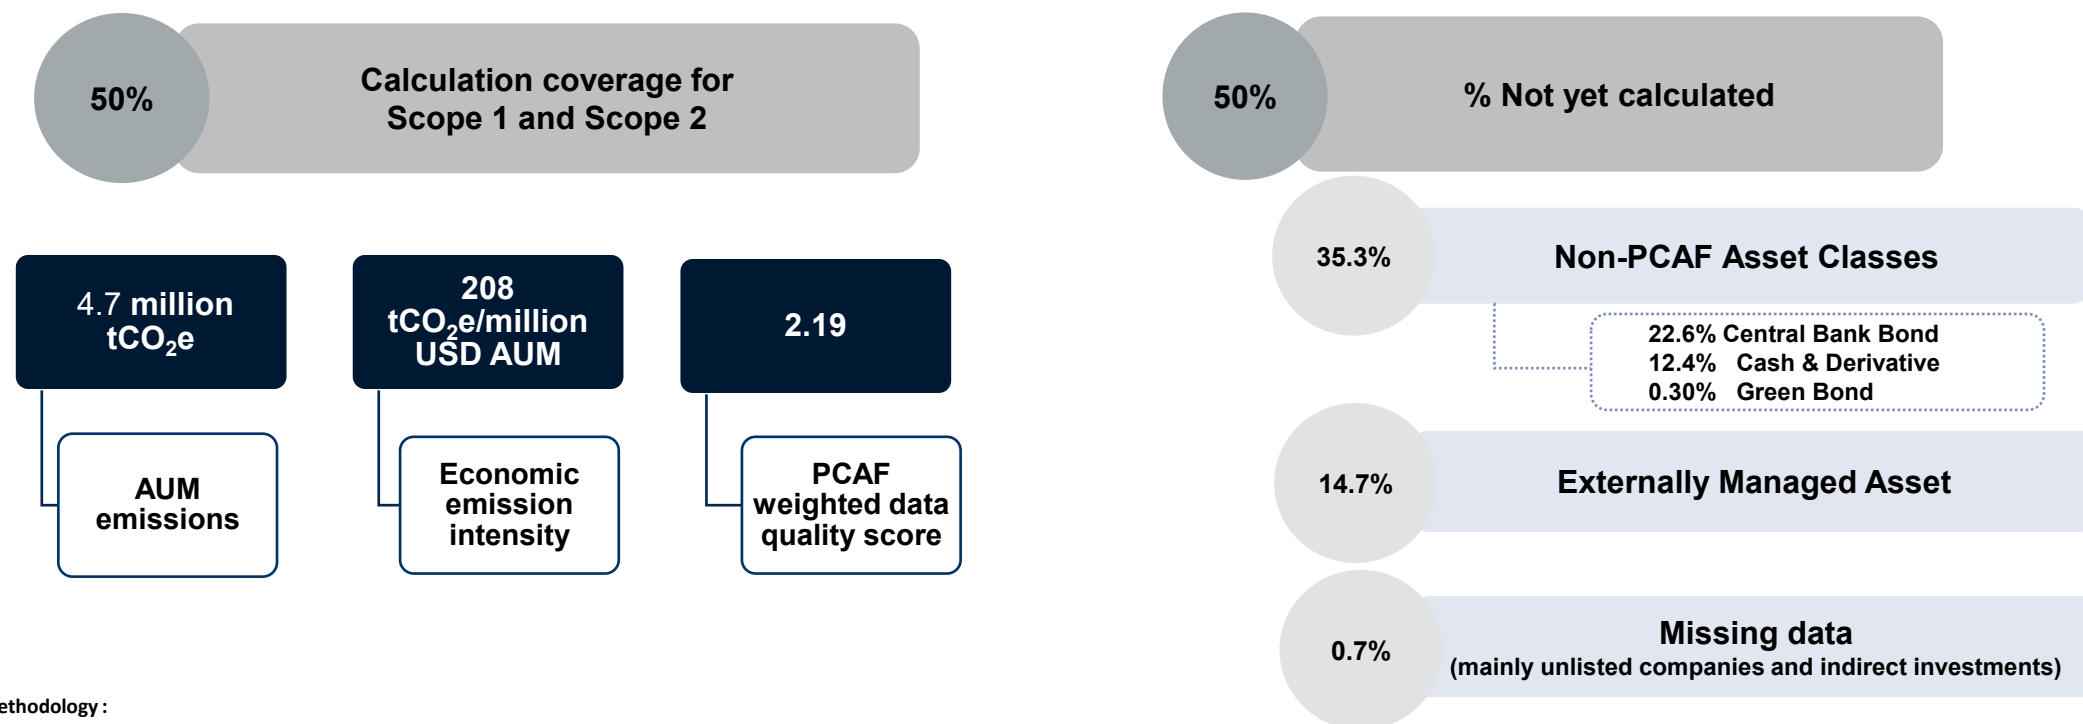 50%
Calculation coverage for
Scope 1 and Scope 2
4.7 million
tCO₂e
AUM
emissions
208
tCO₂e/million
USD AUM
Economic
emission
intensity
2.19
PCAF
weighted data
quality score
50%
% Not yet calculated
35.3%
Non-PCAF Asset Classes
22.6% Central Bank Bond
12.4% Cash & Derivative
0.30% Green Bond
14.7%
Externally Managed Asset
0.7%
Missing data
(mainly unlisted companies and indirect investments)
ethodology :